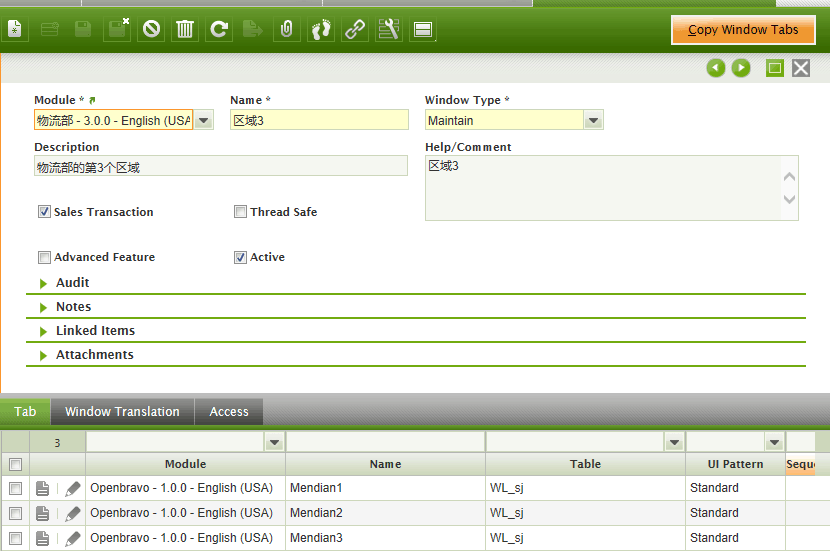 Copy Window Tabs
Module * Name * Window Type *
物流部 - 3.0.0 - English (USA 区域3 Maintain
Description Help/Comment
物流部的第3个区域 区域3
Sales Transaction Thread Safe
Advanced Feature Active
Audit
Notes
Linked Items
Attachments
Tab Window Translation Access
3
Module Name Table UI Pattern Sequ
Openbravo - 1.0.0 - English (USA) Mendian1 WL_sj Standard
Openbravo - 1.0.0 - English (USA) Mendian2 WL_sj Standard
Openbravo - 1.0.0 - English (USA) Mendian3 WL_sj Standard